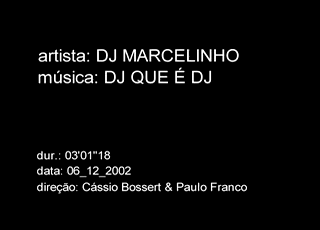 artista: DJ MARCELINHO
música: DJ QUE É DJ
dur.: 03'01"18
data: 06_12_2002
direção: Cássio Bossert & Paulo Franco